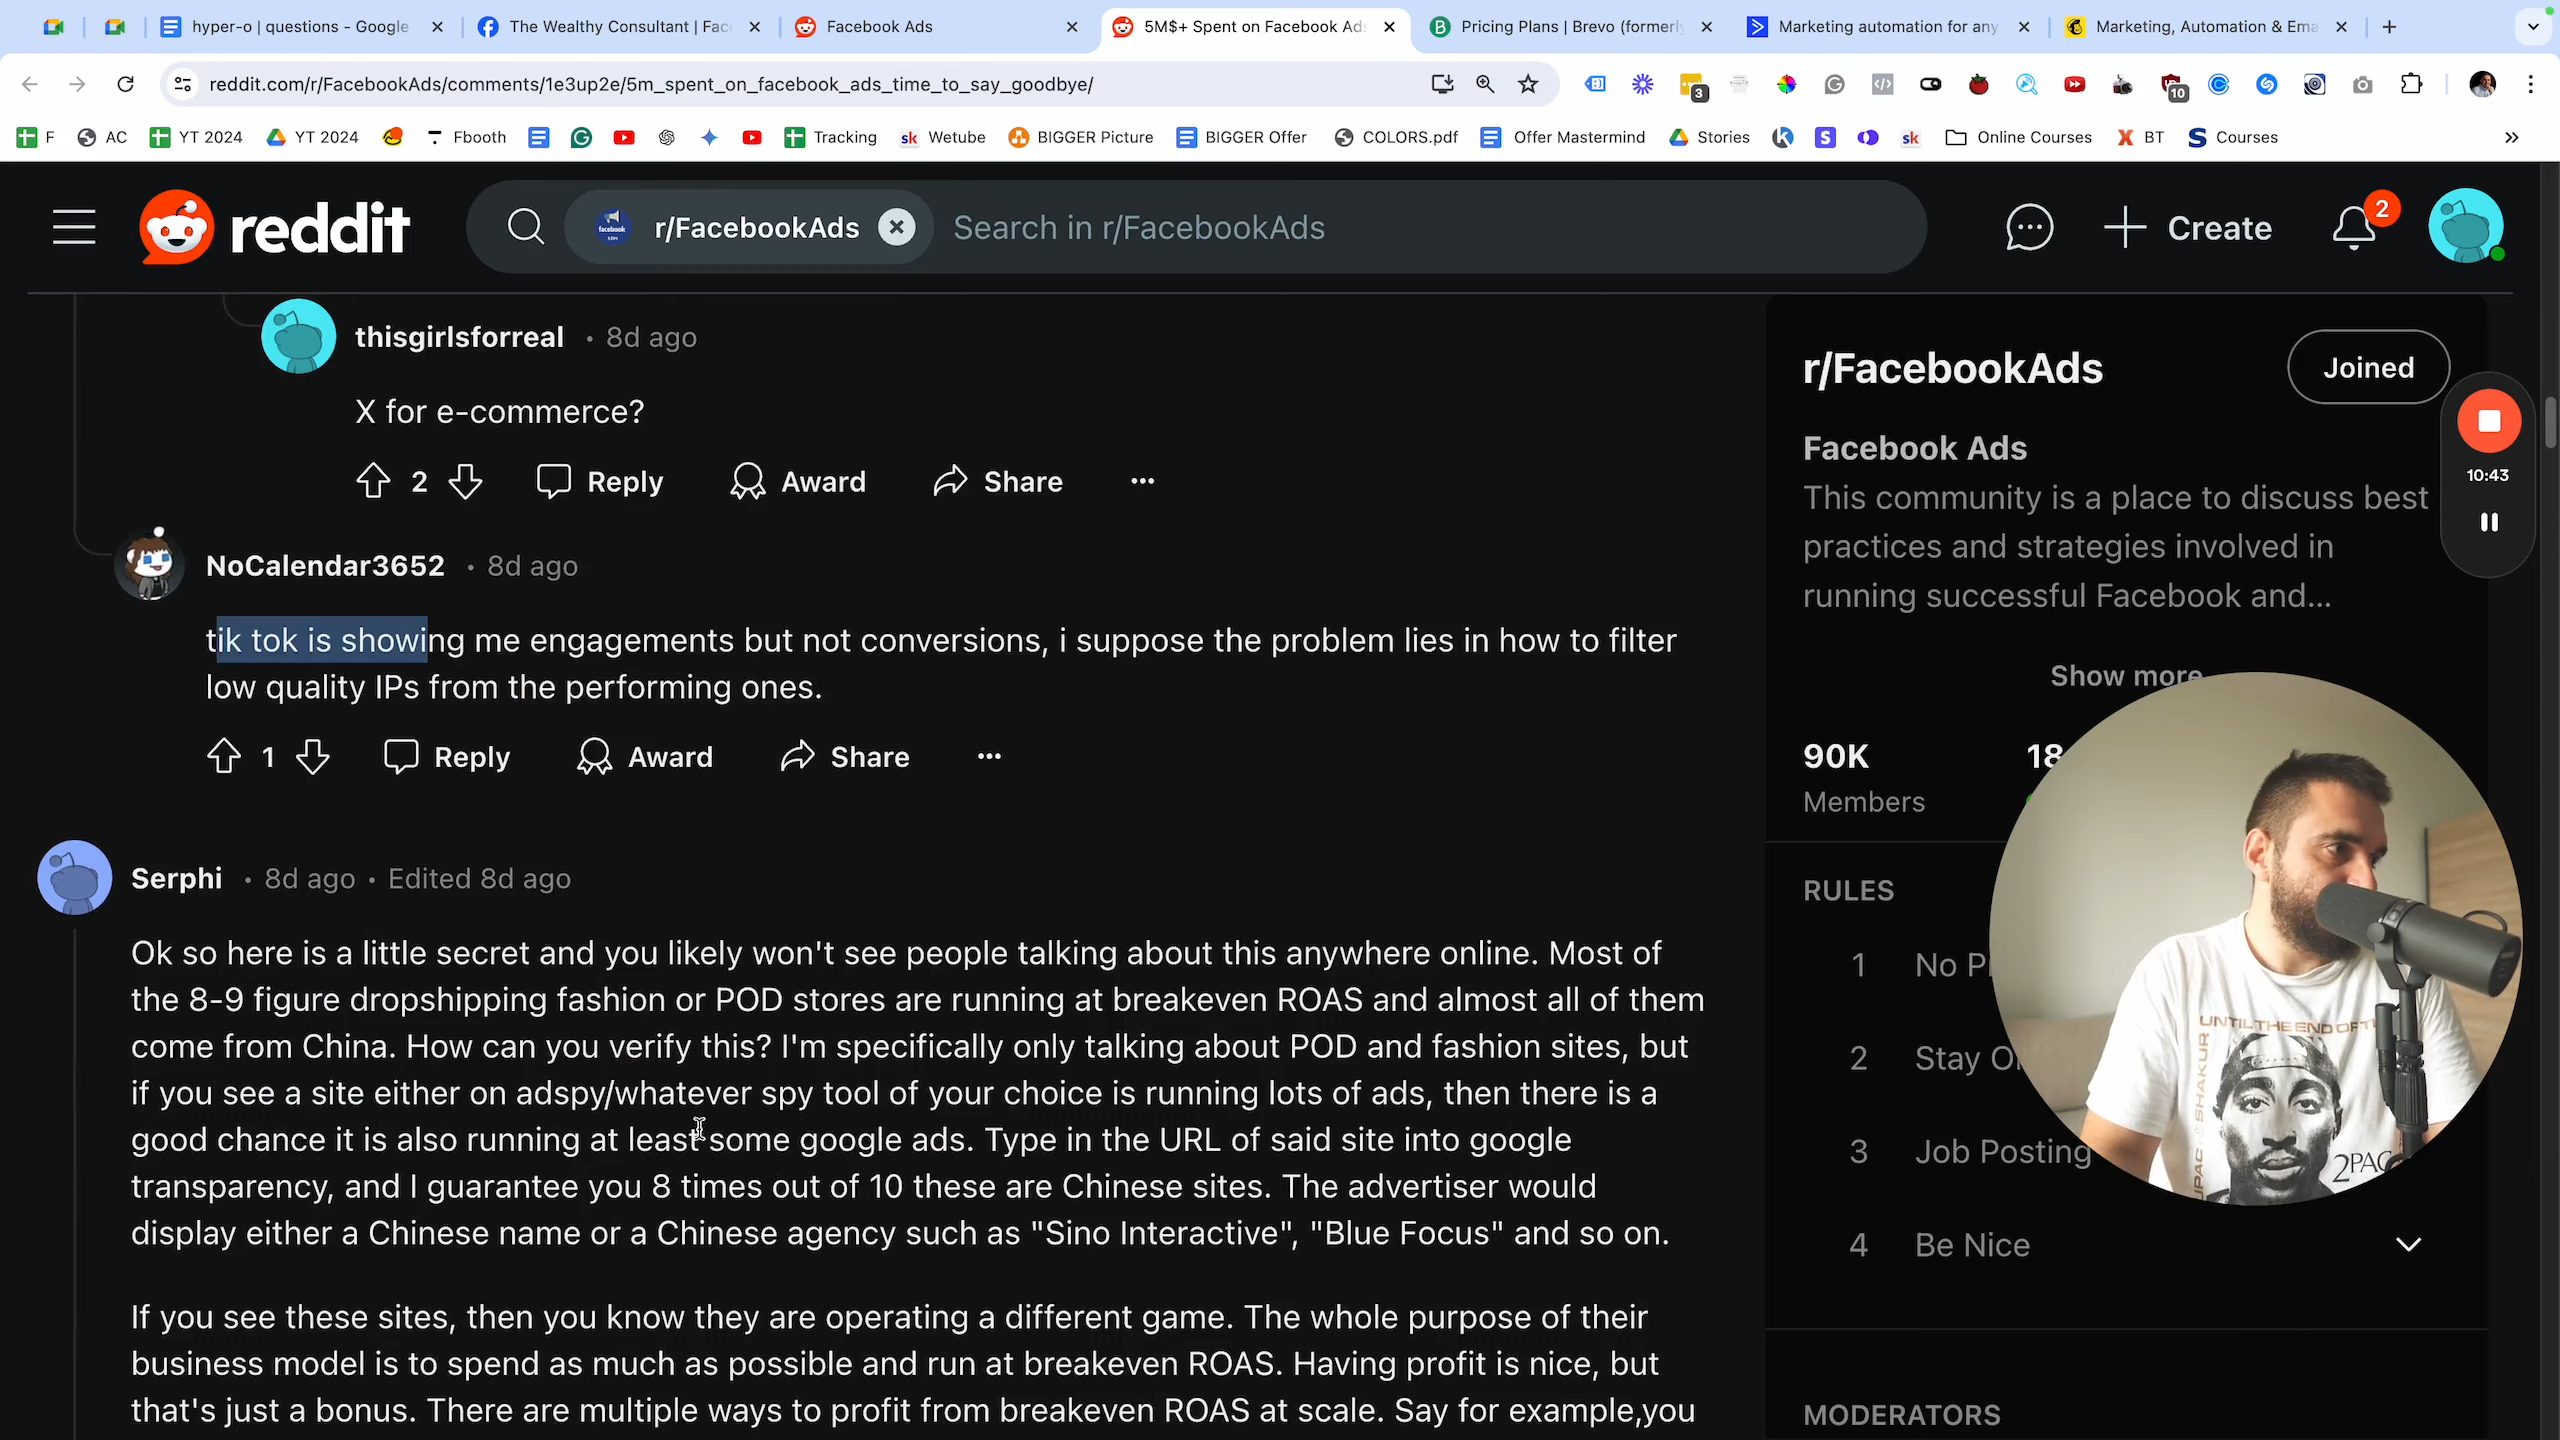 hyper-o | questions - Google
The Wealthy Consultant | Fac
Facebook Ads
5M$+ Spent on Facebook Ads
Pricing Plans | Brevo (formerly
Marketing automation for any
Marketing, Automation & Ema
reddit.com/r/FacebookAds/comments/1e3up2e/5m_spent_on_facebook_ads_time_to_say_goodbye/
3
10
F
AC
YT 2024
YT 2024
Fbooth
Tracking
sk Wetube
BIGGER Picture
BIGGER Offer
COLORS.pdf
Offer Mastermind
Stories
sk
Online Courses
BT
Courses
reddit
r/FacebookAds
Search in r/FacebookAds
Create
2
thisgirlsforreal • 8d ago
X for e-commerce?
2 Reply Award Share
NoCalendar3652 • 8d ago
tik tok is showing me engagements but not conversions, i suppose the problem lies in how to filter
low quality IPs from the performing ones.
1 Reply Award Share
Serphi • 8d ago • Edited 8d ago
Ok so here is a little secret and you likely won't see people talking about this anywhere online. Most of
the 8-9 figure dropshipping fashion or POD stores are running at breakeven ROAS and almost all of them
come from China. How can you verify this? I'm specifically only talking about POD and fashion sites, but
if you see a site either on adspy/whatever spy tool of your choice is running lots of ads, then there is a
good chance it is also running at least some google ads. Type in the URL of said site into google
transparency, and I guarantee you 8 times out of 10 these are Chinese sites. The advertiser would
display either a Chinese name or a Chinese agency such as "Sino Interactive", "Blue Focus" and so on.
If you see these sites, then you know they are operating a different game. The whole purpose of their
business model is to spend as much as possible and run at breakeven ROAS. Having profit is nice, but
that's just a bonus. There are multiple ways to profit from breakeven ROAS at scale. Say for example,you
r/FacebookAds
Joined
Facebook Ads
This community is a place to discuss best
practices and strategies involved in
running successful Facebook and...
Show more
90K
18
Members
RULES
1 No P
2 Stay O
3 Job Posting
4 Be Nice
MODERATORS
10:43
UNTIL THE END OF T
2PAC
TUPAC SHAKUR